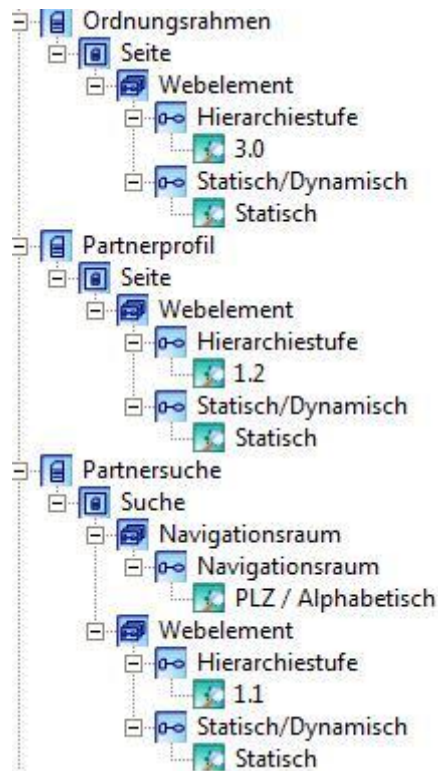 Ordnungsrahmen
Seite
Webelement
Hierarchiestufe
3.0
Statisch/Dynamisch
Statisch
Partnerprofil
Seite
Webelement
Hierarchiestufe
1.2
Statisch/Dynamisch
Statisch
Partnersuche
Suche
Navigationsraum
Navigationsraum
PLZ / Alphabetisch
Webelement
Hierarchiestufe
1.1
Statisch/Dynamisch
Statisch